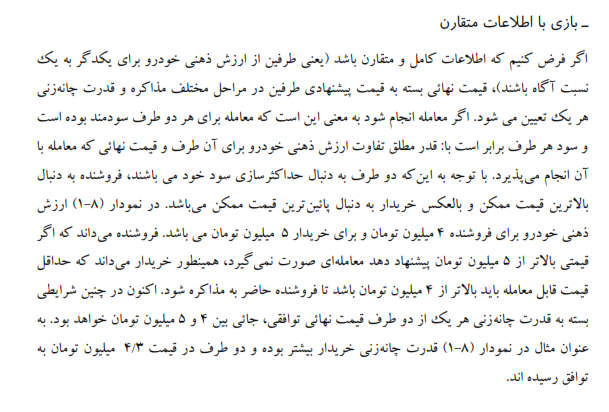 ـ بازی با اطلاعات متقارن
اگر فرض کنیم که اطلاعات کامل و متقارن باشد (یعنی طرفین از ارزش ذهنی خودرو برای یکدگر به یک
نسبت آگاه باشند)، قیمت نهائی بسته به قیمت پیشنهادی طرفین در مراحل مختلف مذاکره و قدرت چانه‌زنی
هر یک تعیین می شود. اگر معامله انجام شود به معنی این است که معامله برای هر دو طرف سودمند بوده است
و سود هر طرف برابر است با: قدر مطلق تفاوت ارزش ذهنی خودرو برای آن طرف و قیمت نهائی که معامله با
آن انجام می‌پذیرد. با توجه به این‌که دو طرف به دنبال حداکثرسازی سود خود می باشند، فروشنده به دنبال
بالاترین قیمت ممکن و بالعکس خریدار به دنبال پائین‌ترین قیمت ممکن می‌باشد. در نمودار (۸-۱) ارزش
ذهنی خودرو برای فروشنده ۴ میلیون تومان و برای خریدار ۵ میلیون تومان می باشد. فروشنده می‌داند که اگر
قیمتی بالاتر از ۵ میلیون تومان پیشنهاد دهد معامله‌ای صورت نمی‌گیرد، همینطور خریدار می‌داند که حداقل
قیمت قابل معامله باید بالاتر از ۴ میلیون تومان باشد تا فروشنده حاضر به مذاکره شود. اکنون در چنین شرایطی
بسته به قدرت چانه‌زنی هر یک از دو طرف قیمت نهائی توافقی، جائی بین ۴ و ۵ میلیون تومان خواهد بود. به
عنوان مثال در نمودار (۸-۱) قدرت چانه‌زنی خریدار بیشتر بوده و دو طرف در قیمت ۴/۳ میلیون تومان به
توافق رسیده اند.